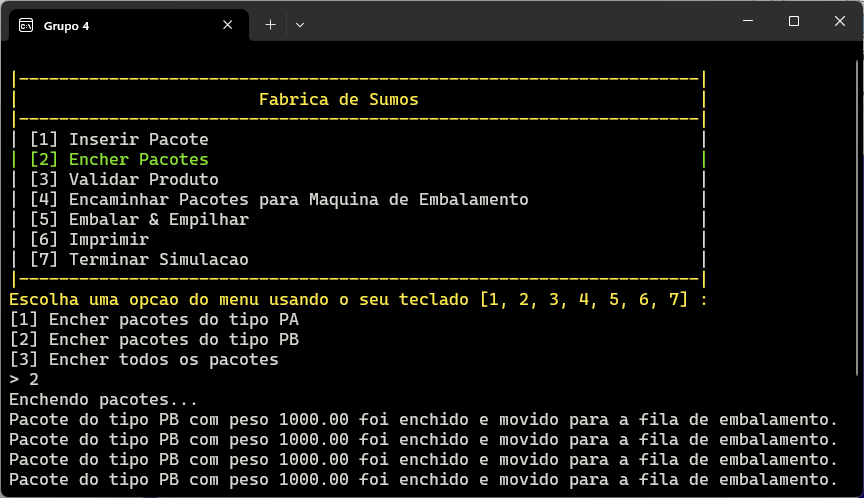 Grupo 4
|--------------------------------------------------------------------|
| Fabrica de Sumos |
|--------------------------------------------------------------------|
| [1] Inserir Pacote |
| [2] Encher Pacotes |
| [3] Validar Produto |
| [4] Encaminhar Pacotes para Maquina de Embalamento |
| [5] Embalar & Empilhar |
| [6] Imprimir |
| [7] Terminar Simulacao |
|--------------------------------------------------------------------|
Escolha uma opcao do menu usando o seu teclado [1, 2, 3, 4, 5, 6, 7] :
[1] Encher pacotes do tipo PA
[2] Encher pacotes do tipo PB
[3] Encher todos os pacotes
> 2
Enchendo pacotes...
Pacote do tipo PB com peso 1000.00 foi enchido e movido para a fila de embalamento.
Pacote do tipo PB com peso 1000.00 foi enchido e movido para a fila de embalamento.
Pacote do tipo PB com peso 1000.00 foi enchido e movido para a fila de embalamento.
Pacote do tipo PB com peso 1000.00 foi enchido e movido para a fila de embalamento.